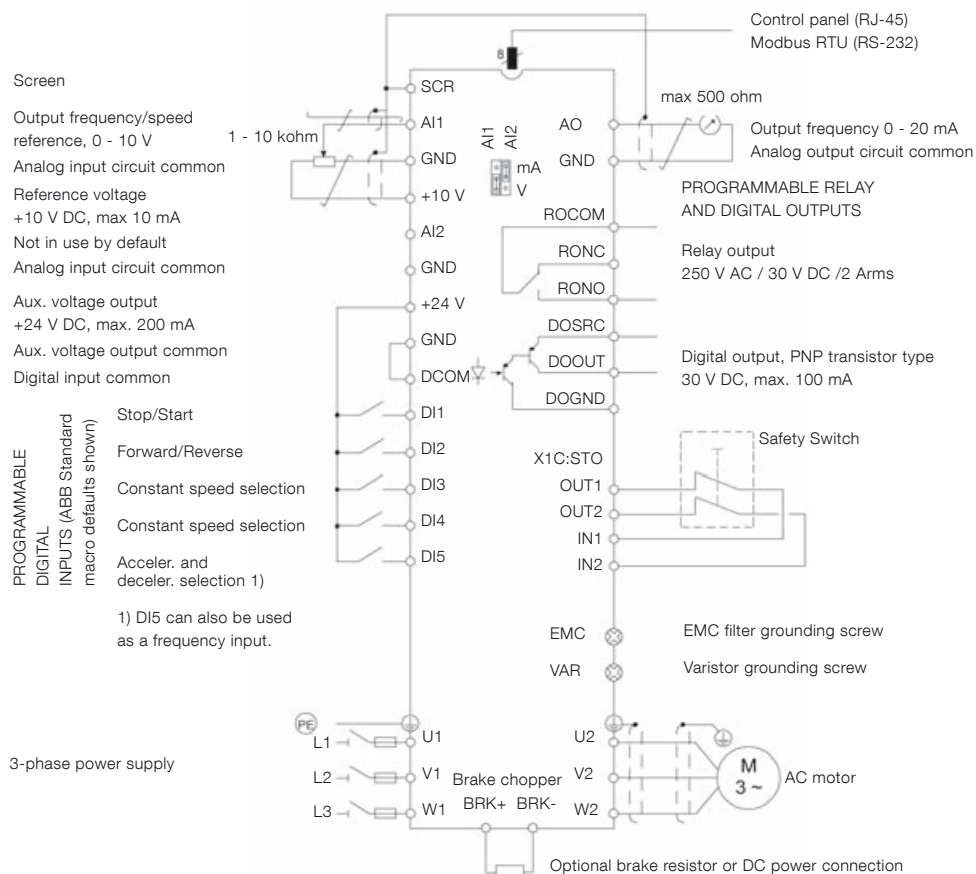 Control panel (RJ-45)
Modbus RTU (RS-232)
8
Screen
SCR
max 500 ohm
Output frequency/speed
reference, 0 - 10 V
1 - 10 kohm
AI1
AI1
AI2
AO
Output frequency 0 - 20 mA
Analog input circuit common
GND
GND
Analog output circuit common
mA
V
Reference voltage
+10 V DC, max 10 mA
+10 V
PROGRAMMABLE RELAY
AND DIGITAL OUTPUTS
ROCOM
Not in use by default
AI2
RONC
Relay output
250 V AC / 30 V DC /2 Arms
Analog input circuit common
GND
RONO
Aux. voltage output
+24 V DC, max. 200 mA
+24 V
DOSRC
Aux. voltage output common
GND
DOOUT
Digital output, PNP transistor type
30 V DC, max. 100 mA
Digital input common
DCOM
DOGND
PROGRAMMABLE
DIGITAL
INPUTS (ABB Standard
macro defaults shown)
Stop/Start
DI1
Safety Switch
Forward/Reverse
DI2
X1C:STO
Constant speed selection
DI3
OUT1
OUT2
Constant speed selection
DI4
IN1
Acceler. and
deceler. selection 1)
DI5
IN2
1) DI5 can also be used
as a frequency input.
EMC
EMC filter grounding screw
VAR
Varistor grounding screw
PE
3-phase power supply
L1
U1
U2
L2
V1
Brake chopper
V2
M
3 ~
AC motor
L3
W1
BRK+ BRK-
W2
Optional brake resistor or DC power connection